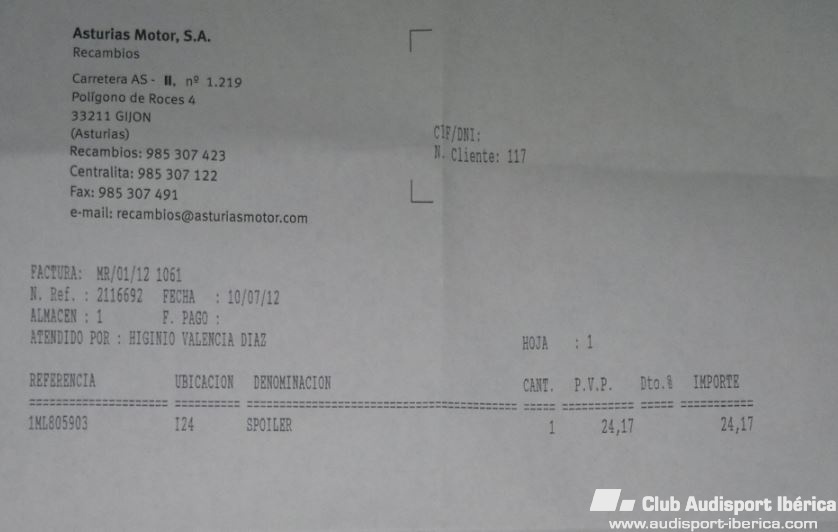 Asturias Motor, S.A.
Recambios
Carretera AS - II, nº 1.219
Polígono de Roces 4
33211 GIJON
(Asturias)
Recambios: 985 307 423
Centralita: 985 307 122
Fax: 985 307 491
e-mail: recambios@asturiasmotor.com
CIF/DNI:
N. Cliente: 117
FACTURA: MR/01/12 1061
N. Ref. : 2116692 FECHA : 10/07/12
ALMACEN : 1 F. PAGO :
ATENDIDO POR : HIGINIO VALENCIA DIAZ
HOJA : 1
REFERENCIA UBICACION DENOMINACION CANT. P.V.P. Dto.% IMPORTE
1ML805903 I24 SPOILER 1 24,17 24,17
Club Audisport Ibérica
www.audisport-iberica.com